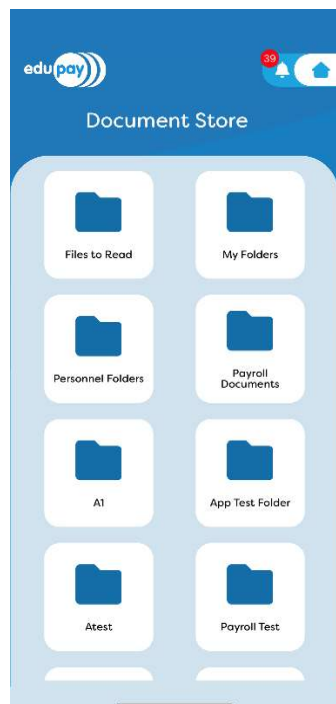 edupay
39
Document Store
Files to Read
My Folders
Personnel Folders
Payroll
Documents
A1
App Test Folder
Atest
Payroll Test